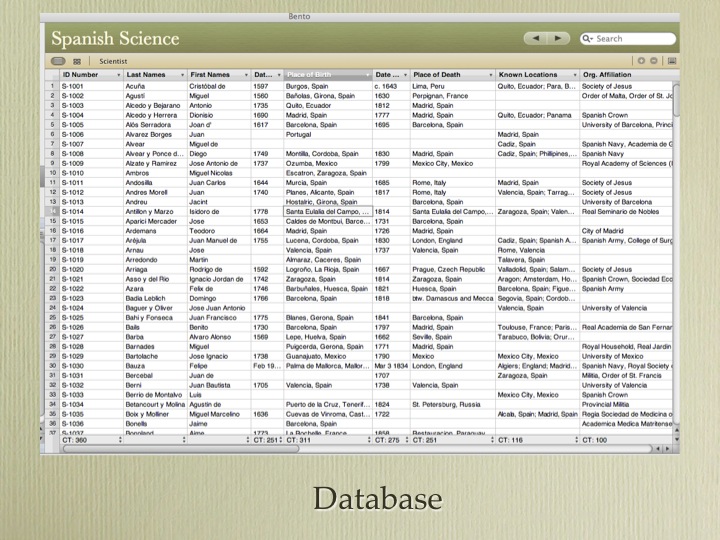 Bento
Spanish Science
Search
Scientist
ID Number Last Names First Names Dat... Place of Birth Date ... Place of Death Known Locations Org. Affiliation
1 S-1001 Acuña Cristóbal de 1597 Burgos, Spain c. 1643 Lima, Peru Quito, Ecuador; Para, B... Society of Jesus
2 S-1002 Agustí Miguel 1560 Bañolas, Girona, Spain 1630 Perpignan, France Order of Malta, Order of St. Jo
3 S-1003 Alcedo y Bejarano Antonio 1735 Quito, Ecuador 1812 Madrid, Spain
4 S-1004 Alcedo y Herrera Dionisio 1690 Madrid, Spain 1777 Madrid, Spain Quito, Ecuador; Panama Spanish Crown
5 S-1005 Alós Serradora Joan d' 1617 Barcelona, Spain 1695 Barcelona, Spain University of Barcelona, Princi
6 S-1006 Alvarez Borges Juan Portugal Madrid, Spain
7 S-1007 Alvear Miguel de Cadiz, Spain Spanish Navy, Academia de G
8 S-1008 Alvear y Ponce d... Diego 1749 Montilla, Cordoba, Spain 1830 Madrid, Spain Cadiz, Spain; Phillipines,... Spanish Navy
9 S-1009 Alzate y Ramirez Jose Antonio de 1737 Ozumba, Mexico 1799 Mexico City, Mexico Royal Academy of Sciences (
10 S-1010 Ambros Miguel Nicolas Escatron, Zaragoza, Spain
11 S-1011 Andosilla Juan Carlos 1644 Murcia, Spain 1685 Rome, Italy Madrid, Spain Society of Jesus
12 S-1012 Andres Morell Juan 1740 Planes, Alicante, Spain 1817 Rome, Italy Valencia, Spain; Tarrag... Society of Jesus
13 S-1013 Andreu Jacint Hostalric, Girona, Spain University of Barcelona
14 S-1014 Antillon y Marzo Isidoro de 1778 Santa Eulalia del Campo, ... 1814 Santa Eulalia del Campo,... Zaragoza, Spain; Valen... Real Seminario de Nobles
15 S-1015 Aparici Mercader Jose 1653 Caldes de Montbui, Barce... 1731 Barcelona, Spain
16 S-1016 Ardemans Teodoro 1664 Madrid, Spain 1726 Madrid, Spain City of Madrid
17 S-1017 Aréjula Juan Manuel de 1755 Lucena, Cordoba, Spain 1830 London, England Cadiz, Spain; Spanish A... Spanish Army, College of Surg
18 S-1018 Arnau Jose Valencia, Spain 1737 Valencia, Spain Rome, Valencia
19 S-1019 Arredondo Martin Almaraz, Caceres, Spain Talavera, Spain
20 S-1020 Arriaga Rodrigo de 1592 Logroño, La Rioja, Spain 1667 Prague, Czech Republic Valladolid, Spain; Salam... Society of Jesus
21 S-1021 Asso y del Rio Ignacio Jordan de 1742 Zaragoza, Spain 1814 Zaragoza, Spain Aragon; Amsterdam, Ho... Spanish Crown, Sociedad Ec
22 S-1022 Azara Felix de 1746 Barbuñales, Huesca, Spain 1821 Huesca, Spain Barcelona, Spain; Figue... Spanish Army
23 S-1023 Badia Leblich Domingo 1766 Barcelona, Spain 1818 btw. Damascus and Mecca Segovia, Spain; Cordob...
24 S-1024 Baguer y Oliver Jose Juan Antonio Valencia, Spain University of Valencia
25 S-1025 Bahi y Fonseca Juan Francisco 1775 Blanes, Gerona, Spain 1841 Barcelona, Spain
26 S-1026 Bails Benito 1730 Barcelona, Spain 1797 Madrid, Spain Toulouse, France; Paris... Real Academia de San Fernar
27 S-1027 Barba Alvaro Alonso 1569 Lepe, Huelva, Spain 1662 Seville, Spain Tarabuco, Bolivia; Orur...
28 S-1028 Barnades Miguel Puigcerda, Gerona, Spain 1771 Madrid, Spain Royal Household, Real Jardin
29 S-1029 Bartolache Jose Ignacio 1738 Guanajuato, Mexico 1790 Mexico Mexico City, Mexico University of Mexico
30 S-1030 Bauza Felipe Feb 19... Palma de Mallorca, Mallor... Mar 3 1834 London, England Algiers; England; Madrid... Spanish Navy, Royal Society
31 S-1031 Bercebal Juan de 1707 Zaragoza, Spain Militia, Order of St. Francis
32 S-1032 Berni Juan Bautista 1705 Valencia, Spain 1738 Valencia, Spain University of Valencia
33 S-1033 Berrio de Montalvo Luis Mexico City, Mexico Spanish Crown
34 S-1034 Betancourt y Molina Agustin de Puerto de la Cruz, Tenerif... 1824 St. Petersburg, Russia Provincial Militia
35 S-1035 Boix y Molliner Miguel Marcelino 1636 Cuevas de Vinroma, Cast... 1722 Alcala, Spain; Madrid, Spain Regia Sociedad de Medicina o
36 S-1036 Bonells Jaime Barcelona, Spain Academica Medica Matritense
37 S-1037 Bonpland Aime 1773 La Rochelle, France 1858 Restauracion, Paraguay
CT: 360 CT: 251 CT: 311 CT: 275 CT: 251 CT: 116 CT: 100
Database